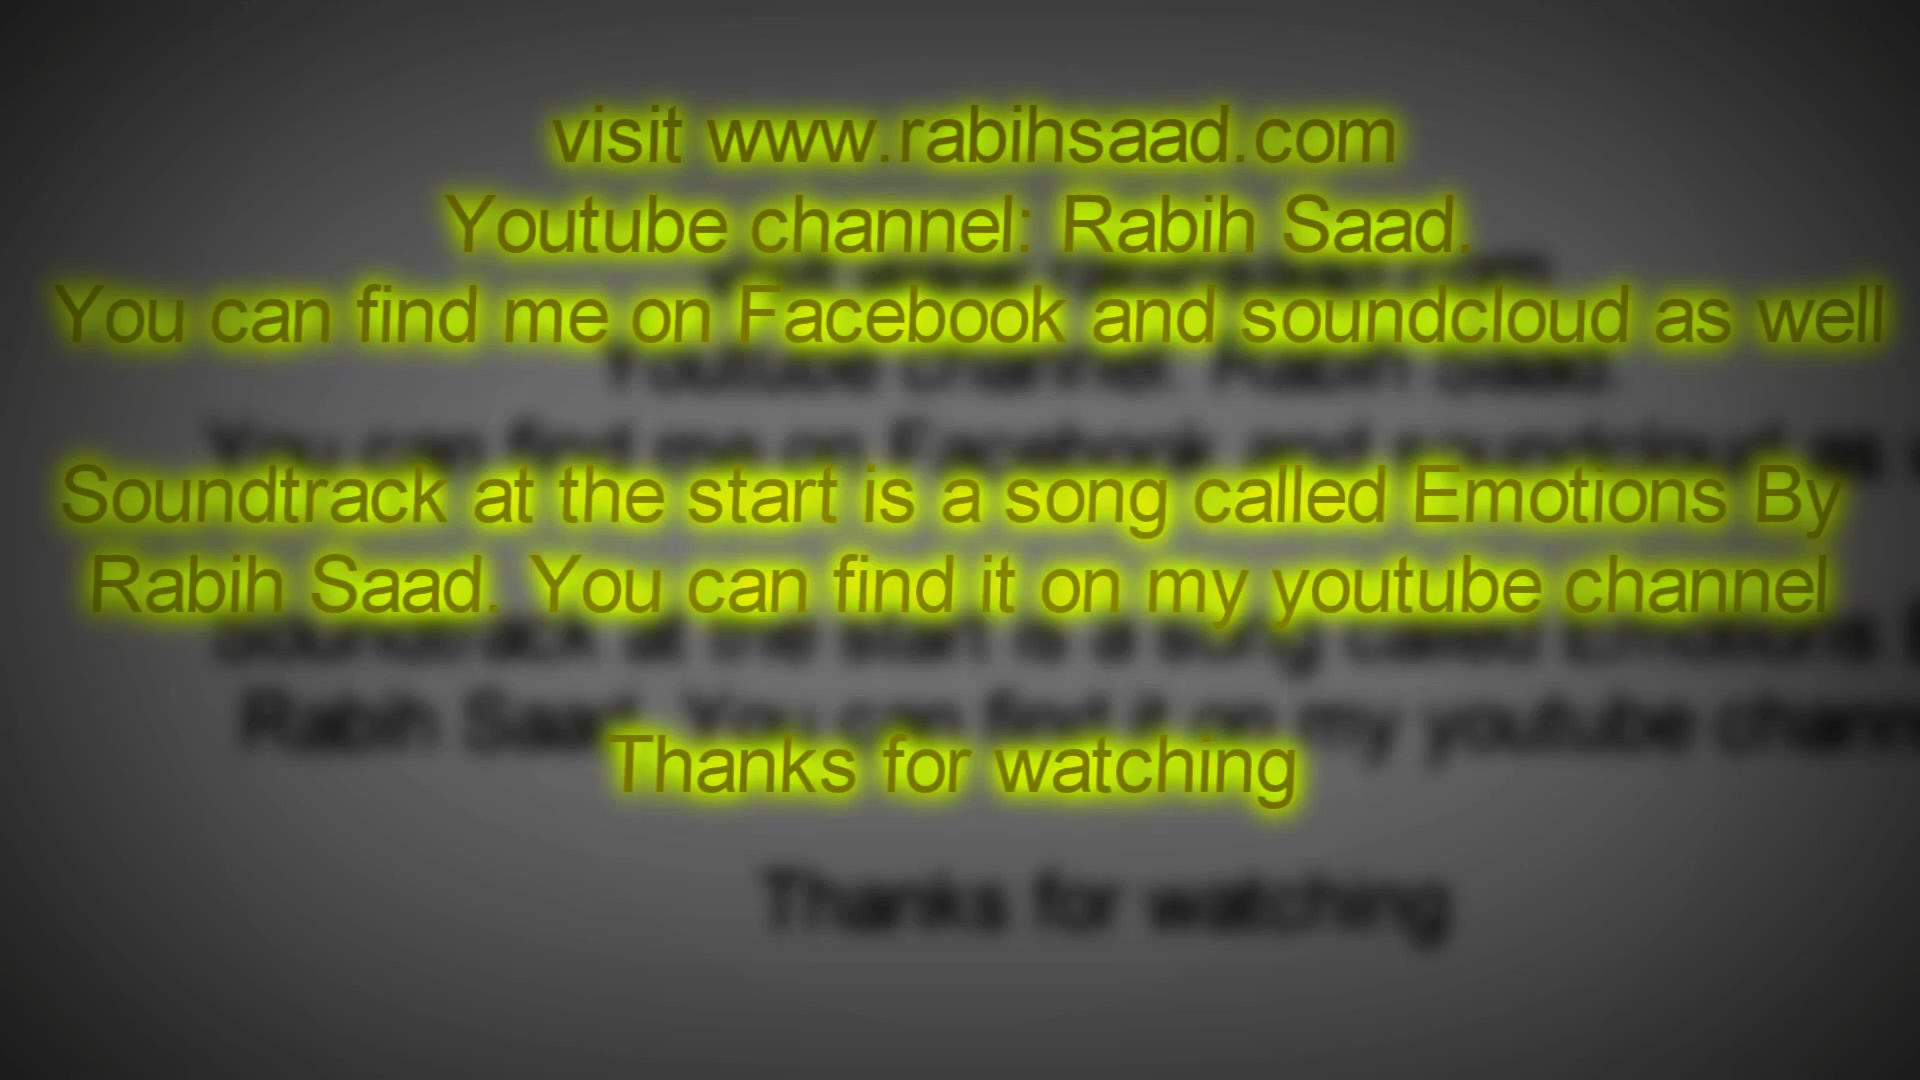 visit www.rabihsaad.com
Youtube channel: Rabih Saad.
You can find me on Facebook and soundcloud as well
Soundtrack at the start is a song called Emotions By
Rabih Saad. You can find it on my youtube channel
Thanks for watching